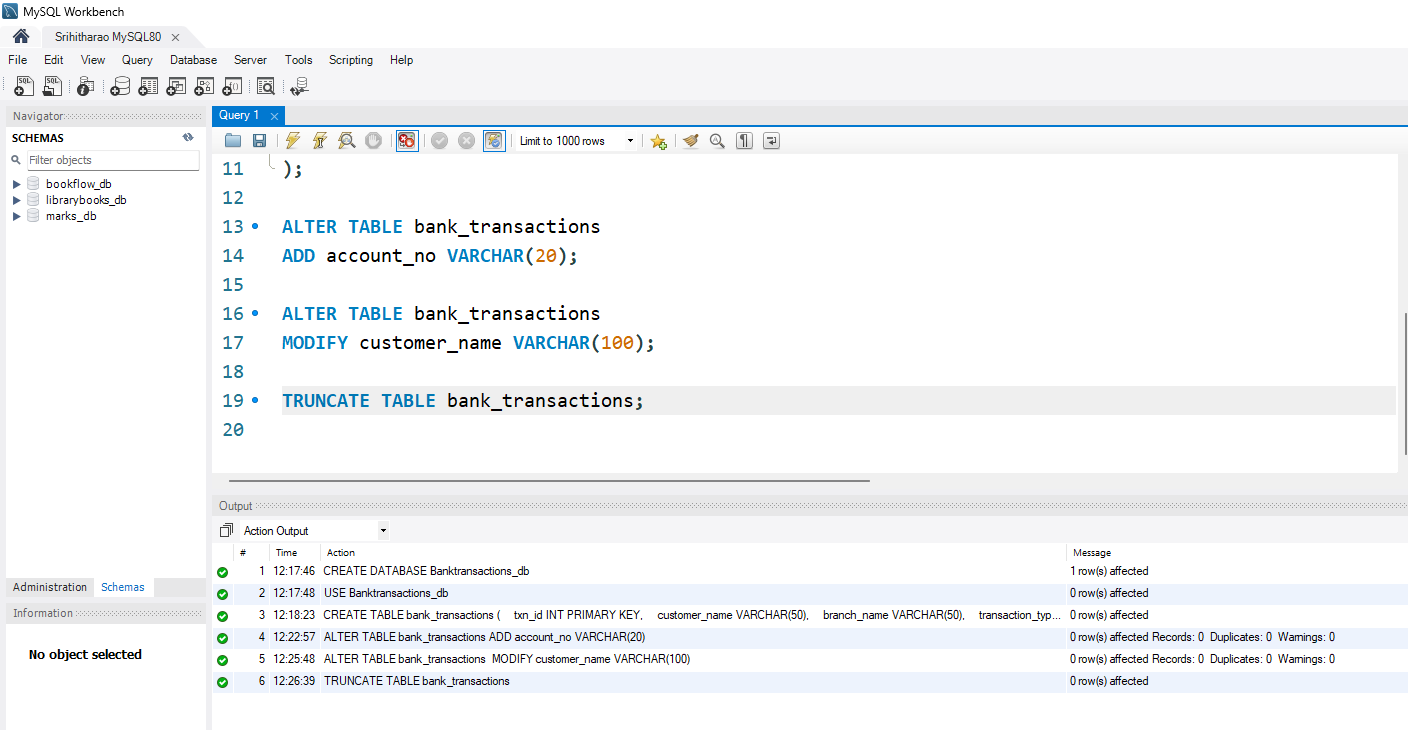 MySQL Workbench
Srihitharao MySQL80
File Edit View Query Database Server Tools Scripting Help
Navigator
SCHEMAS
Filter objects
bookflow_db
librarybooks_db
marks_db
Administration Schemas
Information
No object selected
Query 1
Limit to 1000 rows
11 );
12
13 ALTER TABLE bank_transactions
14 ADD account_no VARCHAR(20);
15
16 ALTER TABLE bank_transactions
17 MODIFY customer_name VARCHAR(100);
18
19 TRUNCATE TABLE bank_transactions;
20
Output
Action Output
# Time Action Message
1 12:17:46 CREATE DATABASE Banktransactions_db 1 row(s) affected
2 12:17:48 USE Banktransactions_db 0 row(s) affected
3 12:18:23 CREATE TABLE bank_transactions ( txn_id INT PRIMARY KEY, customer_name VARCHAR(50), branch_name VARCHAR(50), transaction_typ... 0 row(s) affected
4 12:22:57 ALTER TABLE bank_transactions ADD account_no VARCHAR(20) 0 row(s) affected Records: 0 Duplicates: 0 Warnings: 0
5 12:25:48 ALTER TABLE bank_transactions MODIFY customer_name VARCHAR(100) 0 row(s) affected Records: 0 Duplicates: 0 Warnings: 0
6 12:26:39 TRUNCATE TABLE bank_transactions 0 row(s) affected